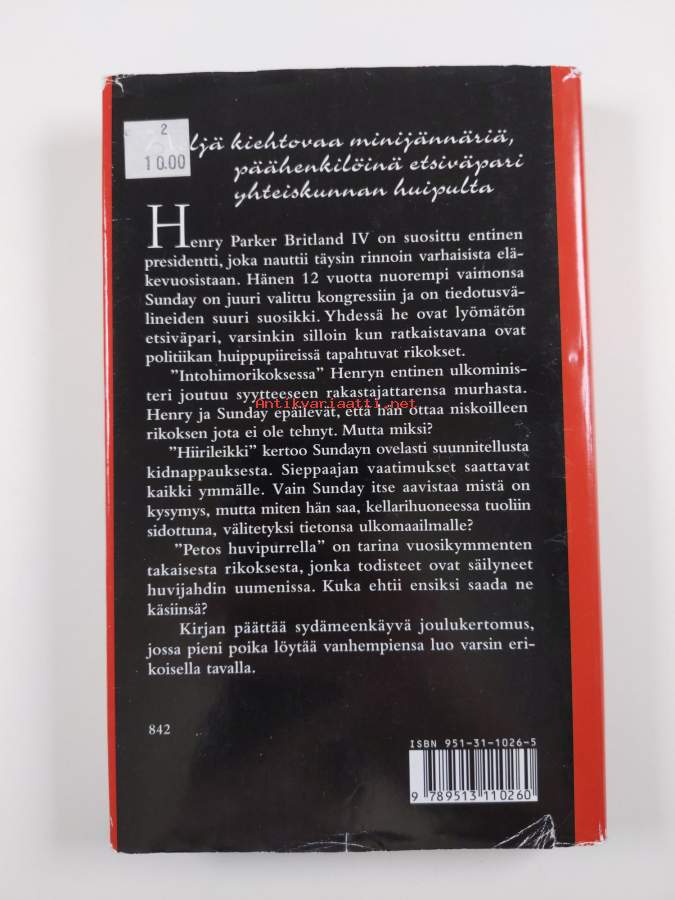 2
10.00
ljä kiehtovaa minijännäriä,
päähenkilöinä etsiväpari
yhteiskunnan huipulta
Henry Parker Britland IV on suosittu entinen
presidentti, joka nauttii täysin rinnoin varhaisista elä-
kevuosistaan. Hänen 12 vuotta nuorempi vaimonsa
Sunday on juuri valittu kongressiin ja on tiedotusvä-
lineiden suuri suosikki. Yhdessä he ovat lyömätön
etsiväpari, varsinkin silloin kun ratkaistavana ovat
politiikan huippupiireissä tapahtuvat rikokset.
"Intohimorikoksessa" Henryn entinen ulkominis-
teri joutuu syytteeseen rakastajattarensa murhasta.
Antikvariaatti.net
Henry ja Sunday epäilevät, että hän ottaa niskoilleen
rikoksen jota ei ole tehnyt. Mutta miksi?
"Hiirileikki" kertoo Sundayn ovelasti suunnitellusta
kidnappauksesta. Sieppaajan vaatimukset saattavat
kaikki ymmälle. Vain Sunday itse aavistaa mistä on
kysymys, mutta miten hän saa, kellarihuoneessa tuoliin
sidottuna, välitetyksi tietonsa ulkomaailmalle?
"Petos huvipurrella" on tarina vuosikymmenten
takaisesta rikoksesta, jonka todisteet ovat säilyneet
huvijahdin uumenissa. Kuka ehtii ensiksi saada ne
käsiinsä?
Kirjan päättää sydämeenkäyvä joulukertomus,
jossa pieni poika löytää vanhempiensa luo varsin eri-
koisella tavalla.
842
ISBN 951-31-1026-5
9 789513 110260